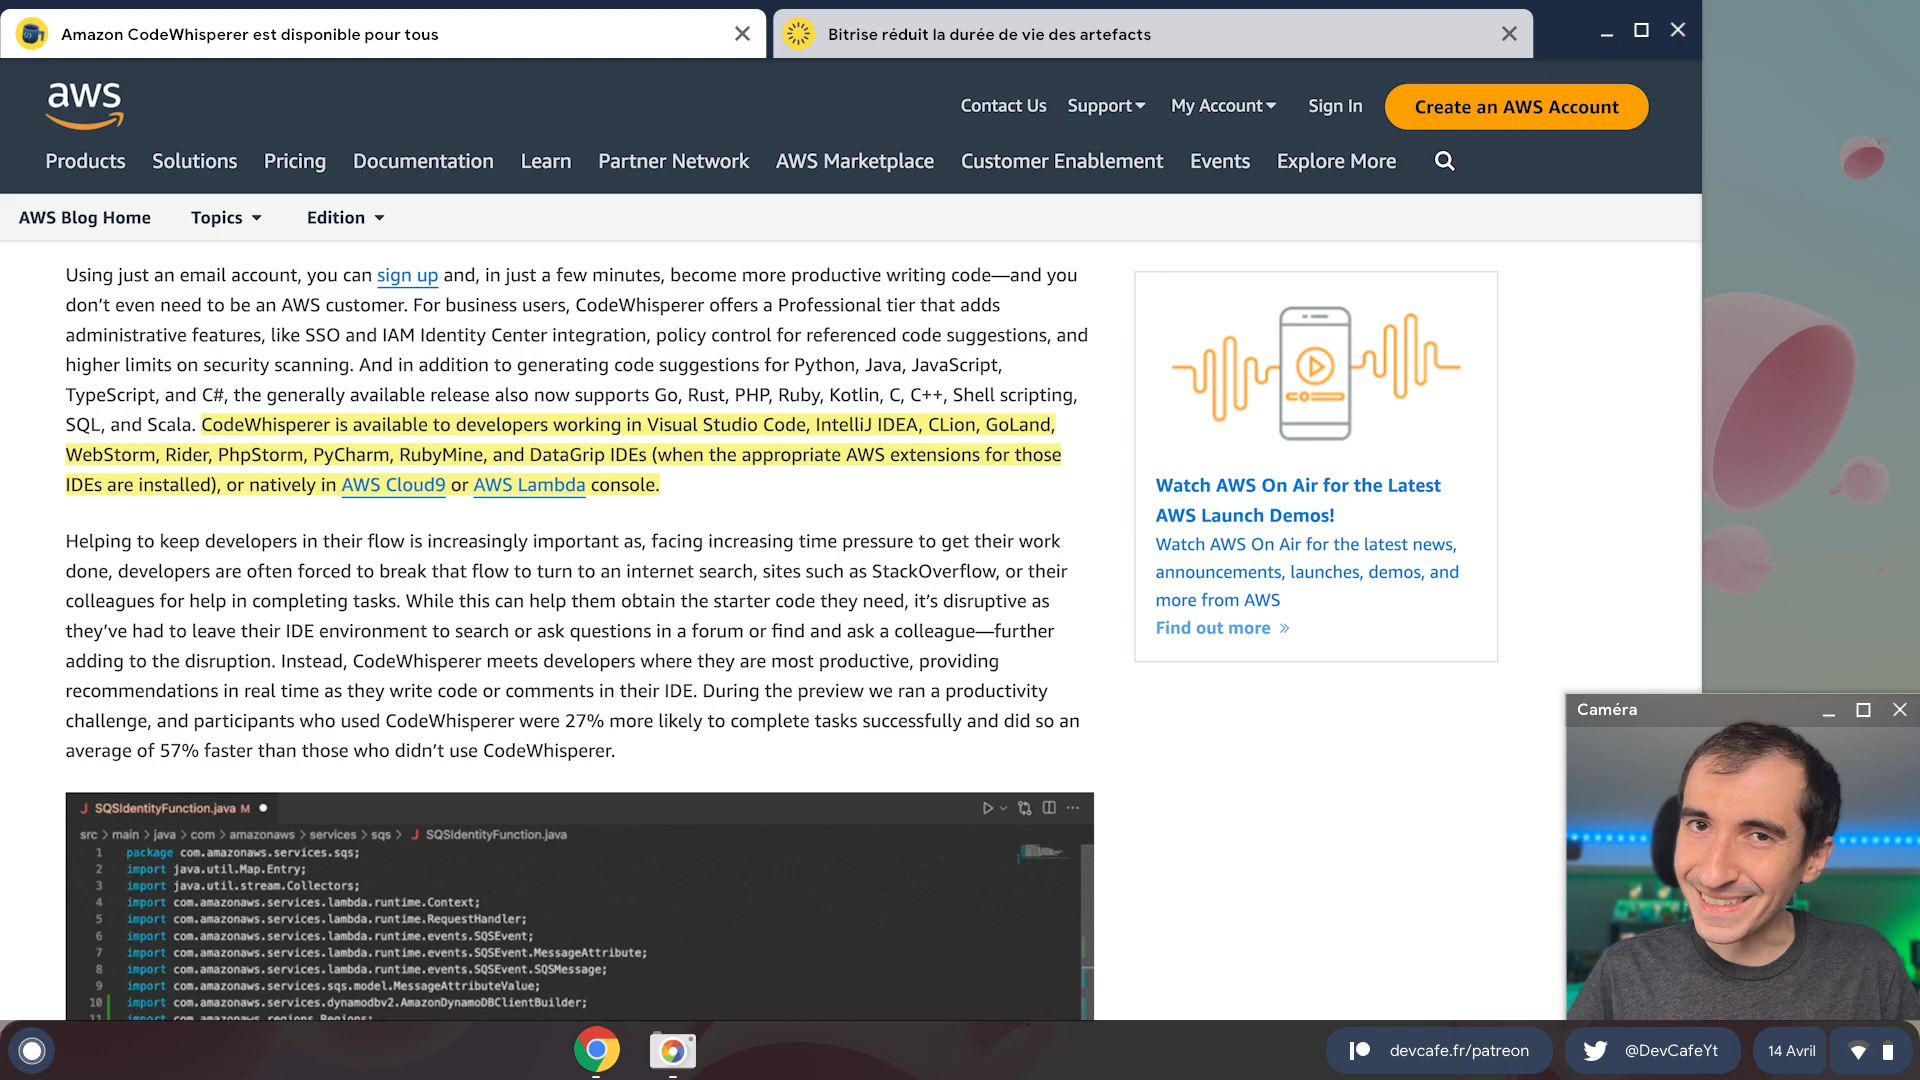 Amazon CodeWhisperer est disponible pour tous
Bitrise réduit la durée de vie des artefacts
aws
Contact Us
Support
My Account
Sign In
Create an AWS Account
Products
Solutions
Pricing
Documentation
Learn
Partner Network
AWS Marketplace
Customer Enablement
Events
Explore More
AWS Blog Home
Topics
Edition
Using just an email account, you can sign up and, in just a few minutes, become more productive writing code—and you
don’t even need to be an AWS customer. For business users, CodeWhisperer offers a Professional tier that adds
administrative features, like SSO and IAM Identity Center integration, policy control for referenced code suggestions, and
higher limits on security scanning. And in addition to generating code suggestions for Python, Java, JavaScript,
TypeScript, and C#, the generally available release also now supports Go, Rust, PHP, Ruby, Kotlin, C, C++, Shell scripting,
SQL, and Scala. CodeWhisperer is available to developers working in Visual Studio Code, IntelliJ IDEA, CLion, GoLand,
WebStorm, Rider, PhpStorm, PyCharm, RubyMine, and DataGrip IDEs (when the appropriate AWS extensions for those
IDEs are installed), or natively in AWS Cloud9 or AWS Lambda console.
Helping to keep developers in their flow is increasingly important as, facing increasing time pressure to get their work
done, developers are often forced to break that flow to turn to an internet search, sites such as StackOverflow, or their
colleagues for help in completing tasks. While this can help them obtain the starter code they need, it’s disruptive as
they’ve had to leave their IDE environment to search or ask questions in a forum or find and ask a colleague—further
adding to the disruption. Instead, CodeWhisperer meets developers where they are most productive, providing
recommendations in real time as they write code or comments in their IDE. During the preview we ran a productivity
challenge, and participants who used CodeWhisperer were 27% more likely to complete tasks successfully and did so an
average of 57% faster than those who didn’t use CodeWhisperer.
Watch AWS On Air for the Latest
AWS Launch Demos!
Watch AWS On Air for the latest news,
announcements, launches, demos, and
more from AWS
Find out more »
J SQSIdentityFunction.java M
src > main > java > com > amazonaws > services > sqs > J SQSIdentityFunction.java
1 package com.amazonaws.services.sqs;
2 import java.util.Map.Entry;
3 import java.util.stream.Collectors;
4 import com.amazonaws.services.lambda.runtime.Context;
5 import com.amazonaws.services.lambda.runtime.RequestHandler;
6 import com.amazonaws.services.lambda.runtime.events.SQSEvent;
7 import com.amazonaws.services.lambda.runtime.events.SQSEvent.MessageAttribute;
8 import com.amazonaws.services.lambda.runtime.events.SQSEvent.SQSMessage;
9 import com.amazonaws.services.sqs.model.MessageAttributeValue;
10 import com.amazonaws.services.dynamodbv2.AmazonDynamoDBClientBuilder;
11 import com.amazonaws.regions.Regions;
Caméra
devcafe.fr/patreon
@DevCafeYt
14 Avril